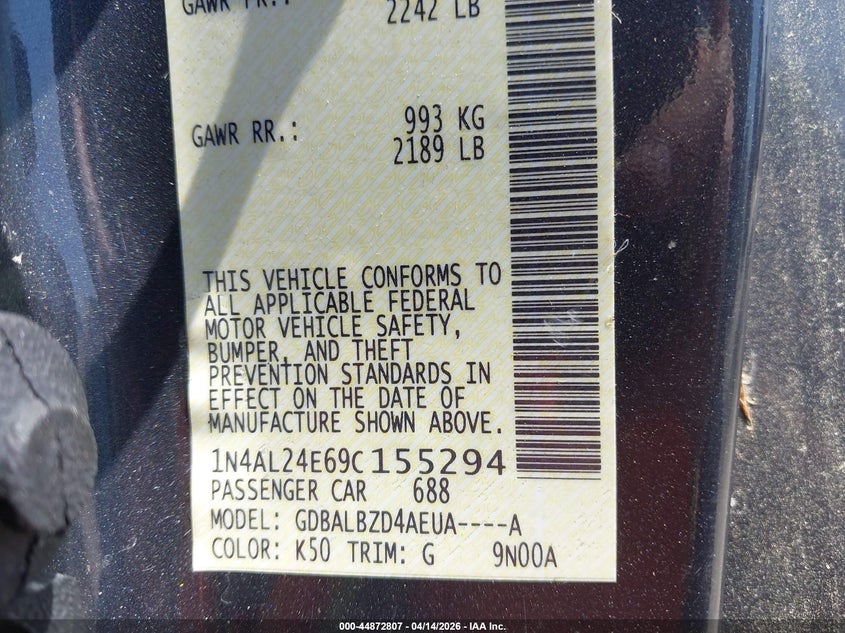 GAWR FR.:
2242 LB
GAWR RR.: 993 KG
2189 LB
THIS VEHICLE CONFORMS TO
ALL APPLICABLE FEDERAL
MOTOR VEHICLE SAFETY,
BUMPER, AND THEFT
PREVENTION STANDARDS IN
EFFECT ON THE DATE OF
MANUFACTURE SHOWN ABOVE.
1N4AL24E69C155294
PASSENGER CAR 688
MODEL: GDBALBZD4AEUA----A
COLOR: K50 TRIM: G 9N00A
000-44872807 - 04/14/2026 - IAA Inc.